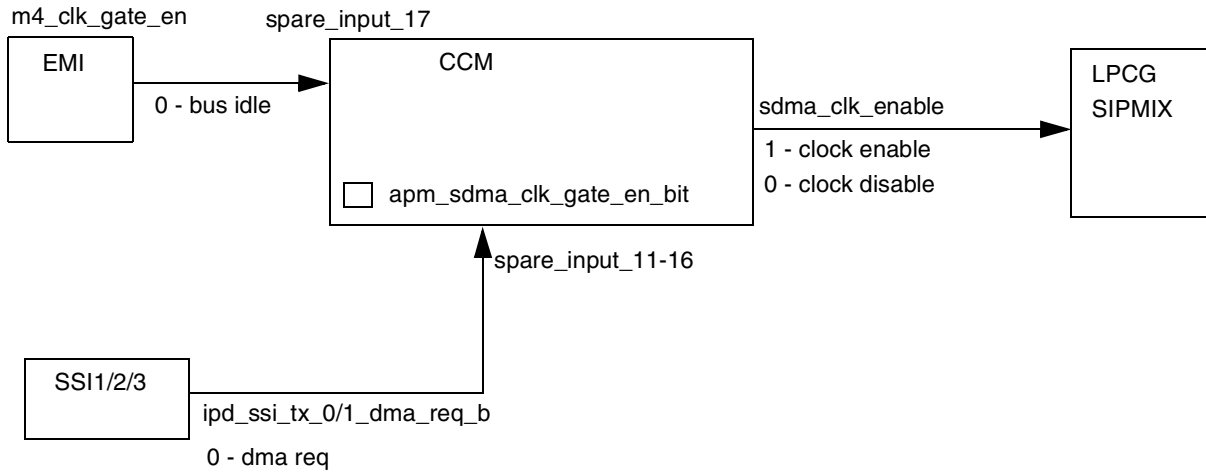 m4_clk_gate_en
spare_input_17
EMI
CCM
0 - bus idle
LPCG
SIPMIX
sdma_clk_enable
1 - clock enable
0 - clock disable
apm_sdma_clk_gate_en_bit
spare_input_11-16
SSI1/2/3
ipd_ssi_tx_0/1_dma_req_b
0 - dma req